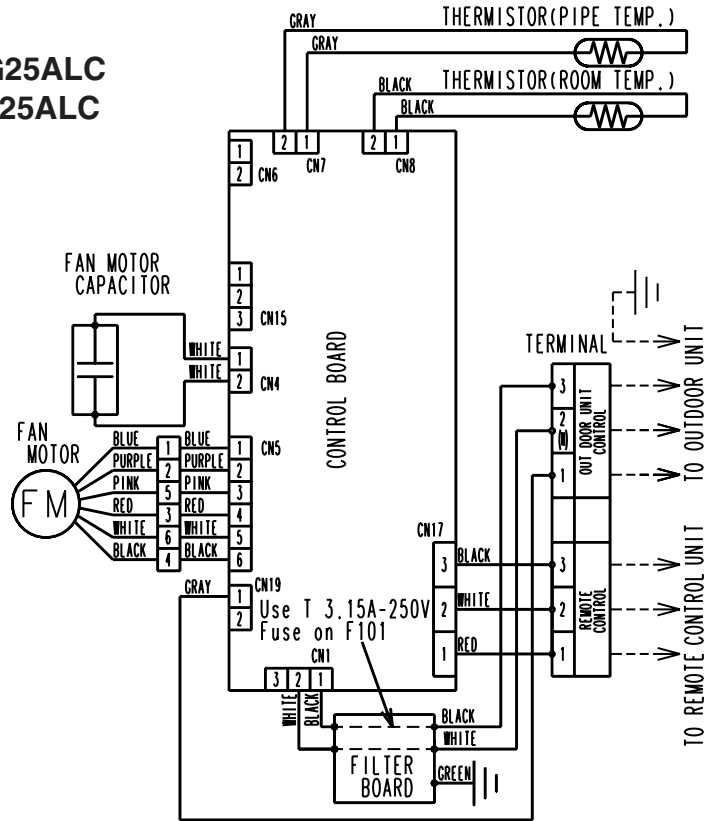 GRAY
THERMISTOR(PIPE TEMP.)
GRAY
G25ALC
25ALC
BLACK
THERMISTOR(ROOM TEMP.)
BLACK
2 1
CN7
2 1
CN8
1
2
CN6
FAN MOTOR
CAPACITOR
1
2
3
CN15
WHITE
WHITE
1
2
CN4
CONTROL BOARD
TERMINAL
3
2
(N)
1
OUT DOOR UNIT
CONTROL
TO OUTDOOR UNIT
FAN
MOTOR
FM
BLUE 1 BLUE 1
PURPLE 2 PURPLE 2
PINK 5 PINK 3
RED 3 RED 4
WHITE 6 WHITE 5
BLACK 4 BLACK 6
CN5
CN17
3 BLACK 3
2 WHITE 2
1 RED 1
REMOTE
CONTROL
TO REMOTE CONTROL UNIT
GRAY
1
2
CN19
Use T 3.15A-250V
Fuse on F101
CN1
3 2 1
WHITE
BLACK
BLACK
WHITE
GREEN
FILTER
BOARD